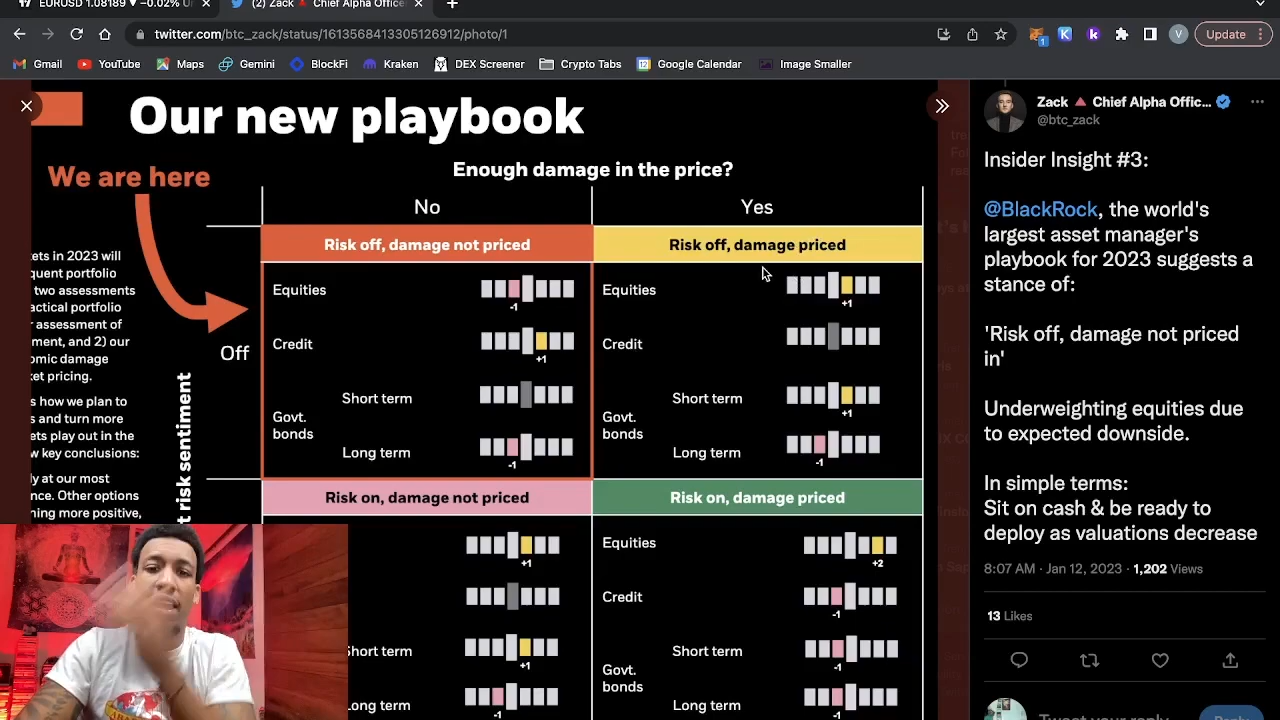 EURUSD 1.08189 ▼ −0.02%
(2) Zack 🔺 Chief Alpha Office
twitter.com/btc_zack/status/1613568413305126912/photo/1
1
V
Update
Gmail
YouTube
Maps
Gemini
BlockFi
Kraken
DEX Screener
Crypto Tabs
Google Calendar
Image Smaller
Our new playbook
We are here
Enough damage in the price?
No
Yes
Risk off, damage not priced
Risk off, damage priced
ets in 2023 will
quent portfolio
two assessments
actical portfolio
assessment of
ment, and 2) our
omic damage
ket pricing.
s how we plan to
s and turn more
ets play out in the
w key conclusions:
ly at our most
nce. Other options
ning more positive,
Off
t risk sentiment
Equities
-1
Credit
+1
Short term
Govt.
bonds
Long term
-1
Equities
+1
Credit
Short term
+1
Govt.
bonds
Long term
-1
Risk on, damage not priced
Risk on, damage priced
+1
Short term
+1
Long term
-1
Equities
+2
Credit
-1
Short term
-1
Govt.
bonds
Long term
-1
Zack 🔺 Chief Alpha Offic...
@btc_zack
Insider Insight #3:
@BlackRock, the world's
largest asset manager's
playbook for 2023 suggests a
stance of:
'Risk off, damage not priced
in'
Underweighting equities due
to expected downside.
In simple terms:
Sit on cash & be ready to
deploy as valuations decrease
8:07 AM · Jan 12, 2023 · 1,202 Views
13 Likes
Tweet your reply
Reply